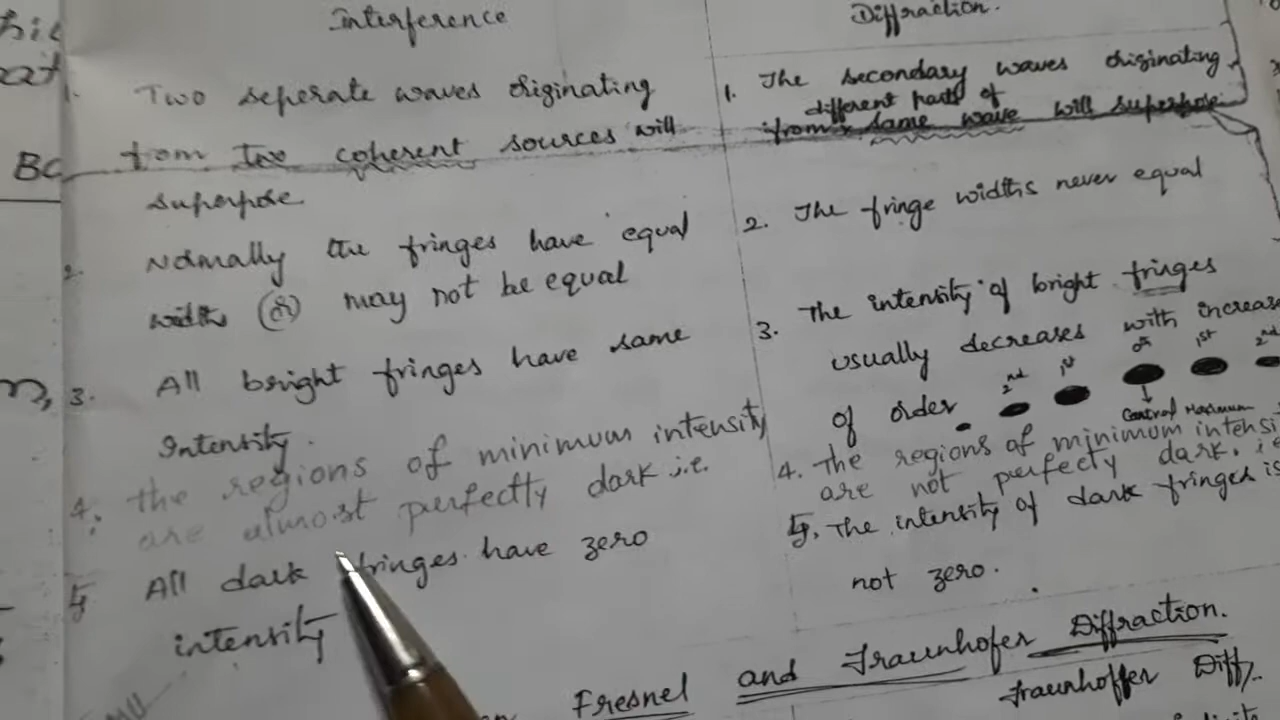 Interference
Diffraction.
1. Two seperate waves originating
from two coherent sources will
superpose
1. The secondary waves originating
different parts of
from same wave will superpose
2. Normally the fringes have equal
widths (or) may not be equal
2. The fringe widths never equal
3. All bright fringes have same
Intensity.
3. The intensity of bright fringes
usually decreases with increas
of order
2nd 1st 0th 1st 2nd
Central Maximum
4. the regions of minimum intensity
are almost perfectly dark i.e.
4. The regions of minimum intensi
are not perfecty dark. i.e
5. All dark fringes have zero
intensity
5. The intensity of dark fringes is
not zero.
Fresnel and Fraunhofer Diffraction.
Fraunhoffer Diff/..
BC